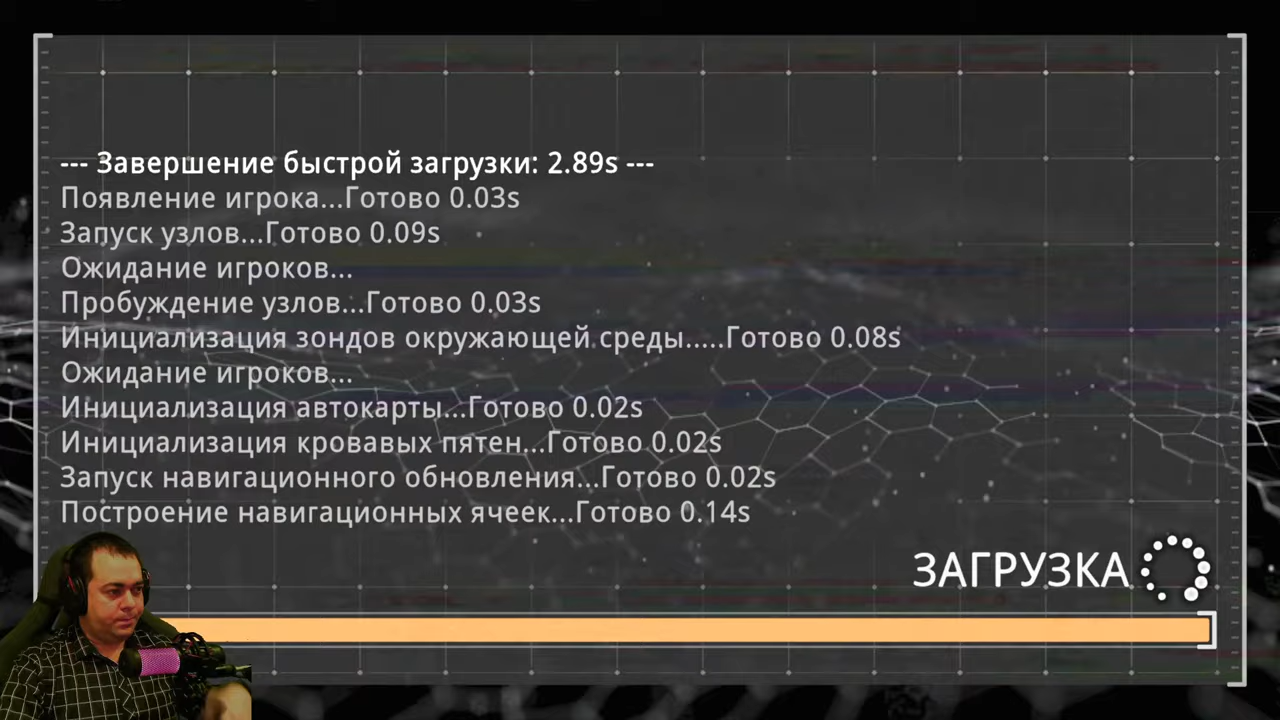 --- Завершение быстрой загрузки: 2.89s ---
Появление игрока...Готово 0.03s
Запуск узлов...Готово 0.09s
Ожидание игроков...
Пробуждение узлов...Готово 0.03s
Инициализация зондов окружающей среды.....Готово 0.08s
Ожидание игроков...
Инициализация автокарты...Готово 0.02s
Инициализация кровавых пятен...Готово 0.02s
Запуск навигационного обновления...Готово 0.02s
Построение навигационных ячеек...Готово 0.14s
ЗАГРУЗКА